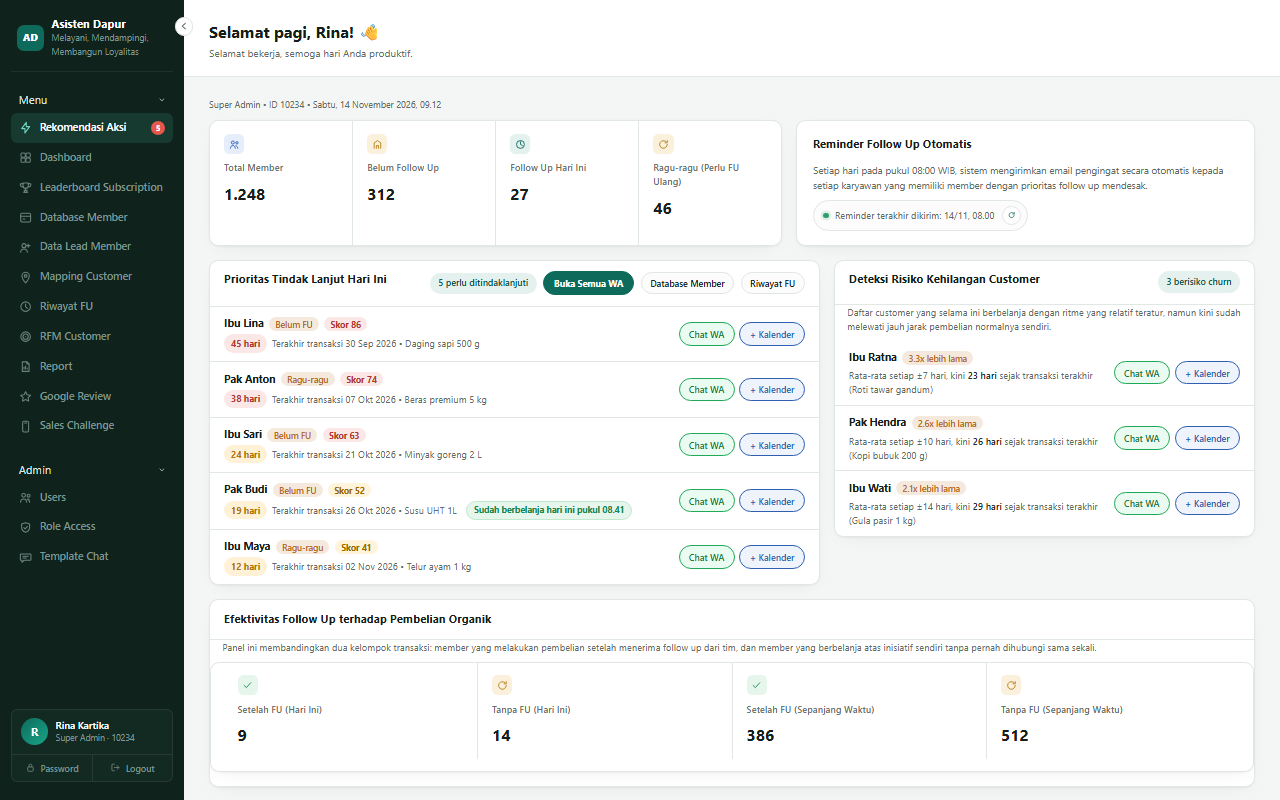 AD
Asisten Dapur
Melayani, Mendampingi,
Membangun Loyalitas
Menu
Rekomendasi Aksi 5
Dashboard
Leaderboard Subscription
Database Member
Data Lead Member
Mapping Customer
Riwayat FU
RFM Customer
Report
Google Review
Sales Challenge
Admin
Users
Role Access
Template Chat
R
Rina Kartika
Super Admin · 10234
Password
Logout
Selamat pagi, Rina! 👋
Selamat bekerja, semoga hari Anda produktif.
Super Admin • ID 10234 • Sabtu, 14 November 2026, 09.12
Total Member
1.248
Belum Follow Up
312
Follow Up Hari Ini
27
Ragu-ragu (Perlu FU
Ulang)
46
Reminder Follow Up Otomatis
Setiap hari pada pukul 08:00 WIB, sistem mengirimkan email pengingat secara otomatis kepada
setiap karyawan yang memiliki member dengan prioritas follow up mendesak.
Reminder terakhir dikirim: 14/11, 08.00
Prioritas Tindak Lanjut Hari Ini
5 perlu ditindaklanjuti
Buka Semua WA
Database Member
Riwayat FU
Ibu Lina Belum FU Skor 86
45 hari Terakhir transaksi 30 Sep 2026 • Daging sapi 500 g
Chat WA + Kalender
Pak Anton Ragu-ragu Skor 74
38 hari Terakhir transaksi 07 Okt 2026 • Beras premium 5 kg
Chat WA + Kalender
Ibu Sari Belum FU Skor 63
24 hari Terakhir transaksi 21 Okt 2026 • Minyak goreng 2 L
Chat WA + Kalender
Pak Budi Belum FU Skor 52
19 hari Terakhir transaksi 26 Okt 2026 • Susu UHT 1L Sudah berbelanja hari ini pukul 08.41
Chat WA + Kalender
Ibu Maya Ragu-ragu Skor 41
12 hari Terakhir transaksi 02 Nov 2026 • Telur ayam 1 kg
Chat WA + Kalender
Deteksi Risiko Kehilangan Customer
3 berisiko churn
Daftar customer yang selama ini berbelanja dengan ritme yang relatif teratur, namun kini sudah
melewati jauh jarak pembelian normalnya sendiri.
Ibu Ratna 3.3x lebih lama
Rata-rata setiap ±7 hari, kini 23 hari sejak transaksi terakhir
(Roti tawar gandum)
Chat WA + Kalender
Pak Hendra 2.6x lebih lama
Rata-rata setiap ±10 hari, kini 26 hari sejak transaksi terakhir
(Kopi bubuk 200 g)
Chat WA + Kalender
Ibu Wati 2.1x lebih lama
Rata-rata setiap ±14 hari, kini 29 hari sejak transaksi terakhir
(Gula pasir 1 kg)
Chat WA + Kalender
Efektivitas Follow Up terhadap Pembelian Organik
Panel ini membandingkan dua kelompok transaksi: member yang melakukan pembelian setelah menerima follow up dari tim, dan member yang berbelanja atas inisiatif sendiri tanpa pernah dihubungi sama sekali.
Setelah FU (Hari Ini)
9
Tanpa FU (Hari Ini)
14
Setelah FU (Sepanjang Waktu)
386
Tanpa FU (Sepanjang Waktu)
512